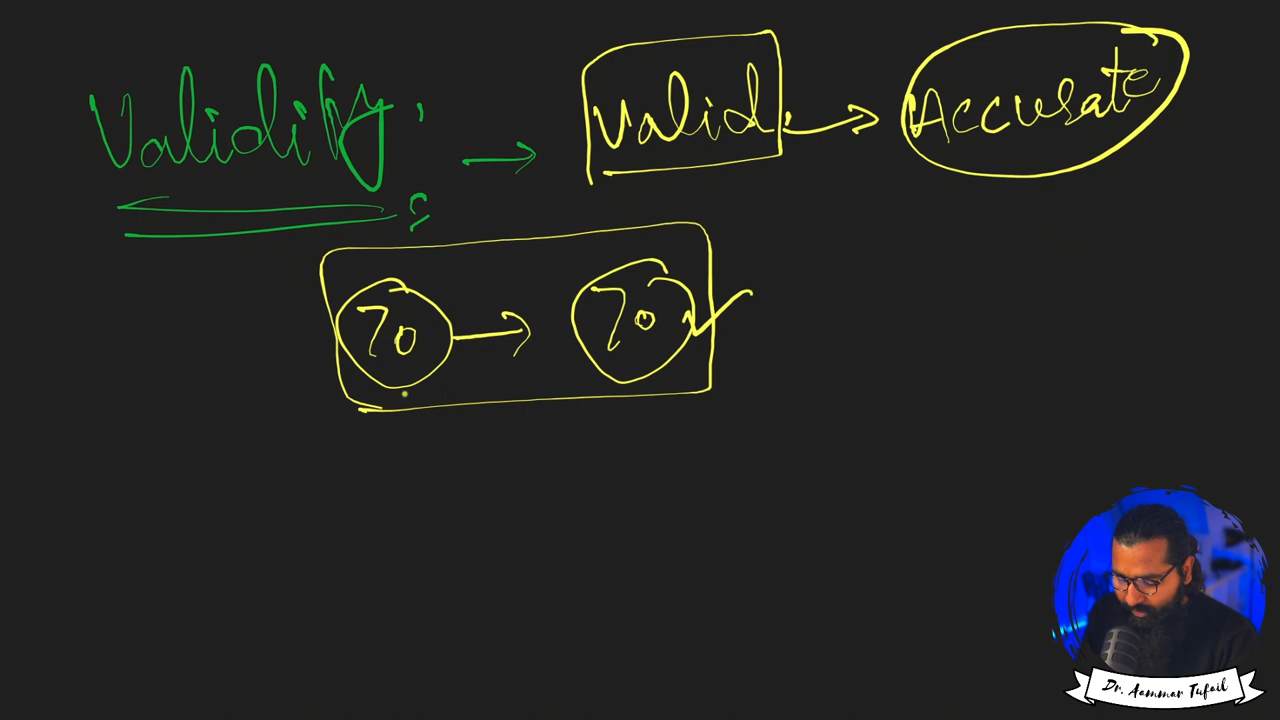 Validity, → Valid. → Accurate
70 → 70 ✓
Dr. Aammar Tufail